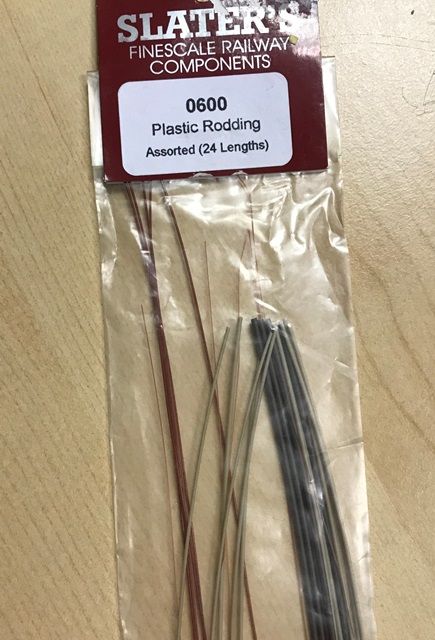 SLATER'S
FINESCALE RAILWAY
COMPONENTS
0600
Plastic Rodding
Assorted (24 Lengths)